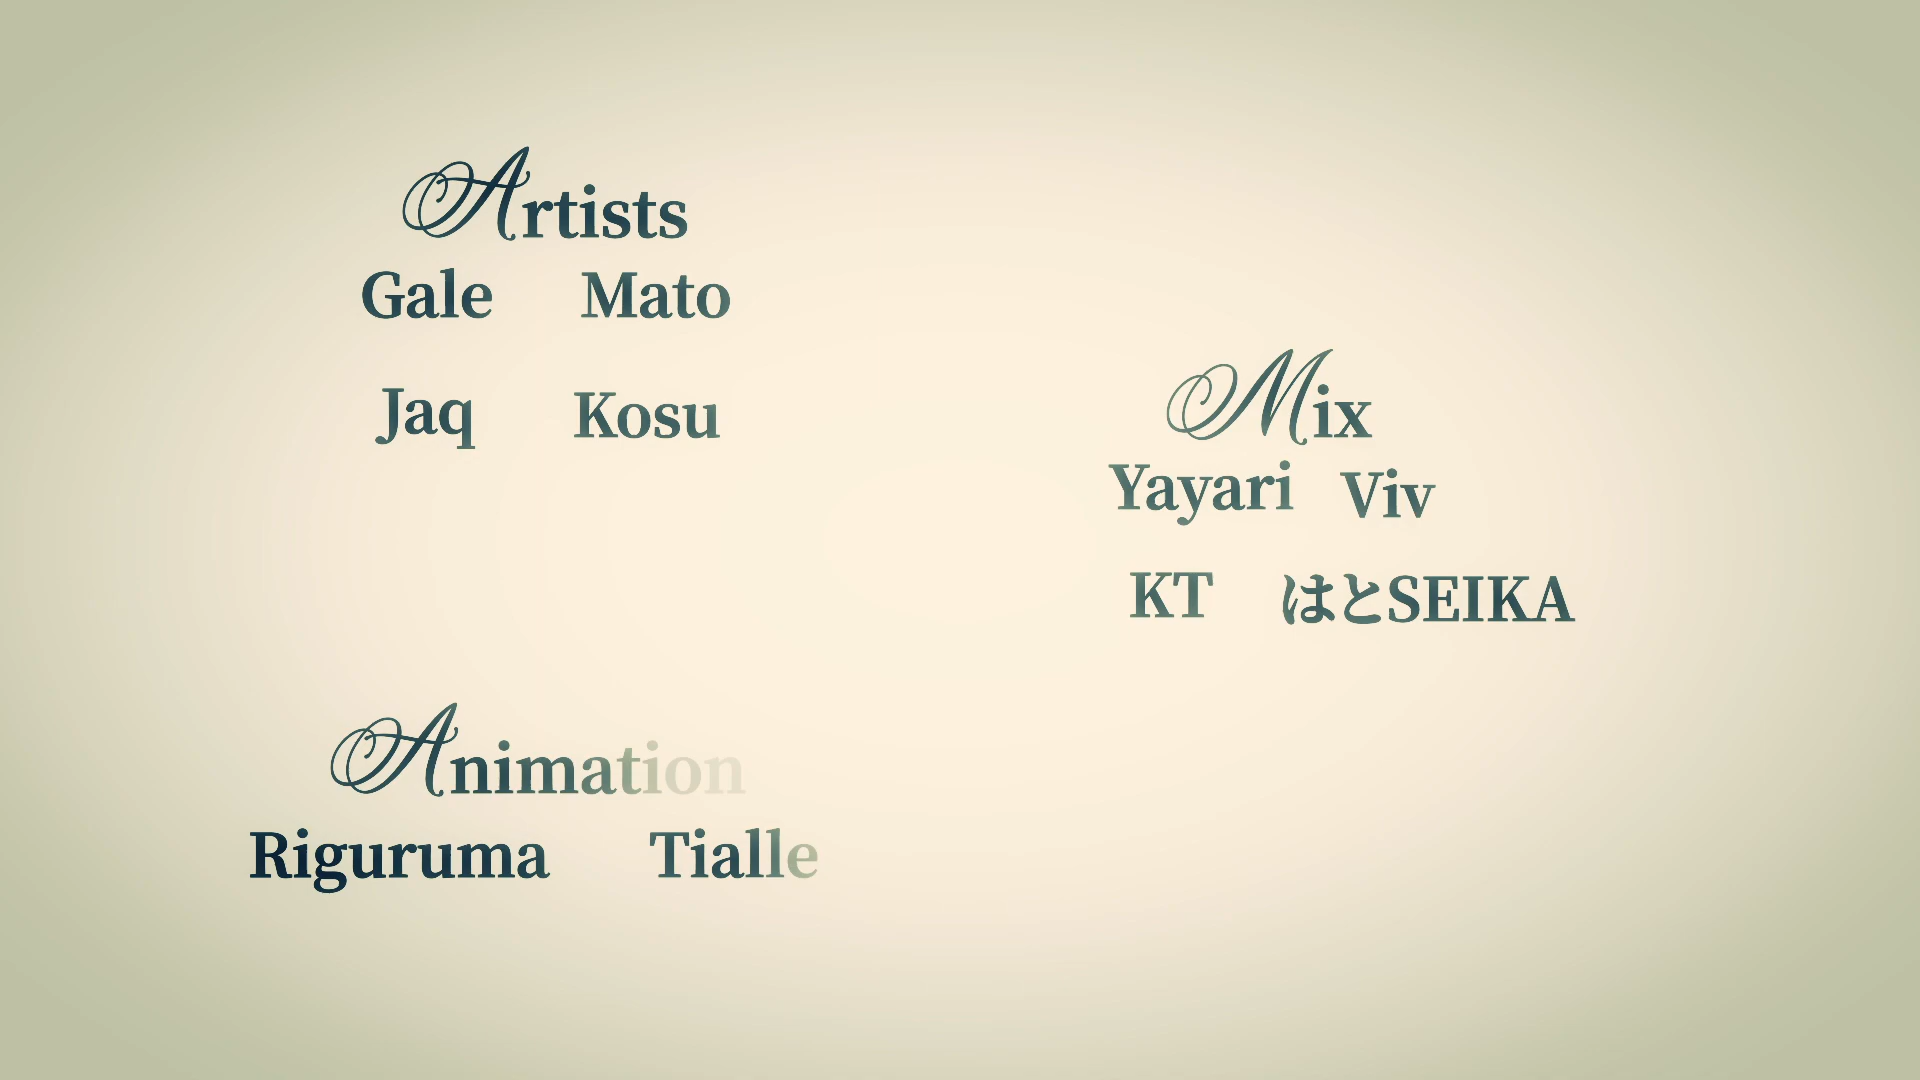 Artists
Gale Mato
Jaq Kosu
Mix
Yayari Viv
KT はとSEIKA
Animation
Riguruma Tialle